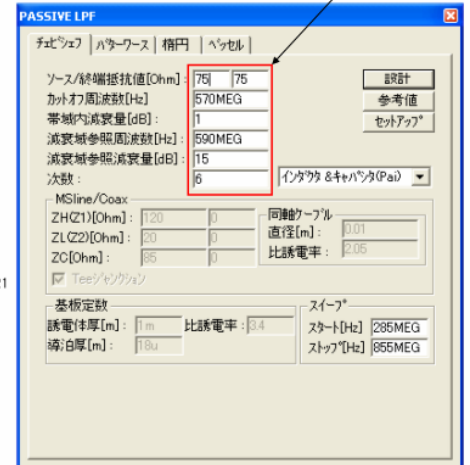 PASSIVE LPF
チェビシェフ バターワース 楕円 ベッセル
ソース/終端抵抗値[Ohm]: 75 75 設計
カットオフ周波数[Hz] 570MEG 参考値
帯域内減衰量[dB]: 1 セットアップ
減衰域参照周波数[Hz]: 590MEG
減衰域参照減衰量[dB]: 15
次数: 6 インダクタ &キャパシタ(Pai)
MSline/Coax
ZH(Z1)[Ohm]: 120 0 同軸ケーブル
ZL(Z2)[Ohm]: 20 0 直径[m]: 0.01
ZC[Ohm]: 85 0 比誘電率: 2.05
Teeジャンクション
21
基板定数 スイープ
誘電体厚[m]: 1m 比誘電率: 3.4 スタート[Hz] 285MEG
導泊厚[m]: 18u ストップ[Hz] 855MEG